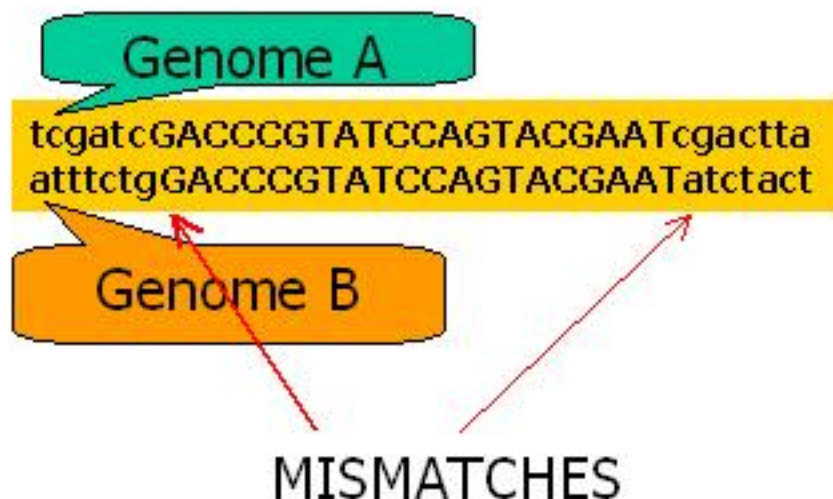 Genome A
tcgatcGACCCGTATCCAGTACGAATcgactta
atttctgGACCCGTATCCAGTACGAATatctact
Genome B
MISMATCHES